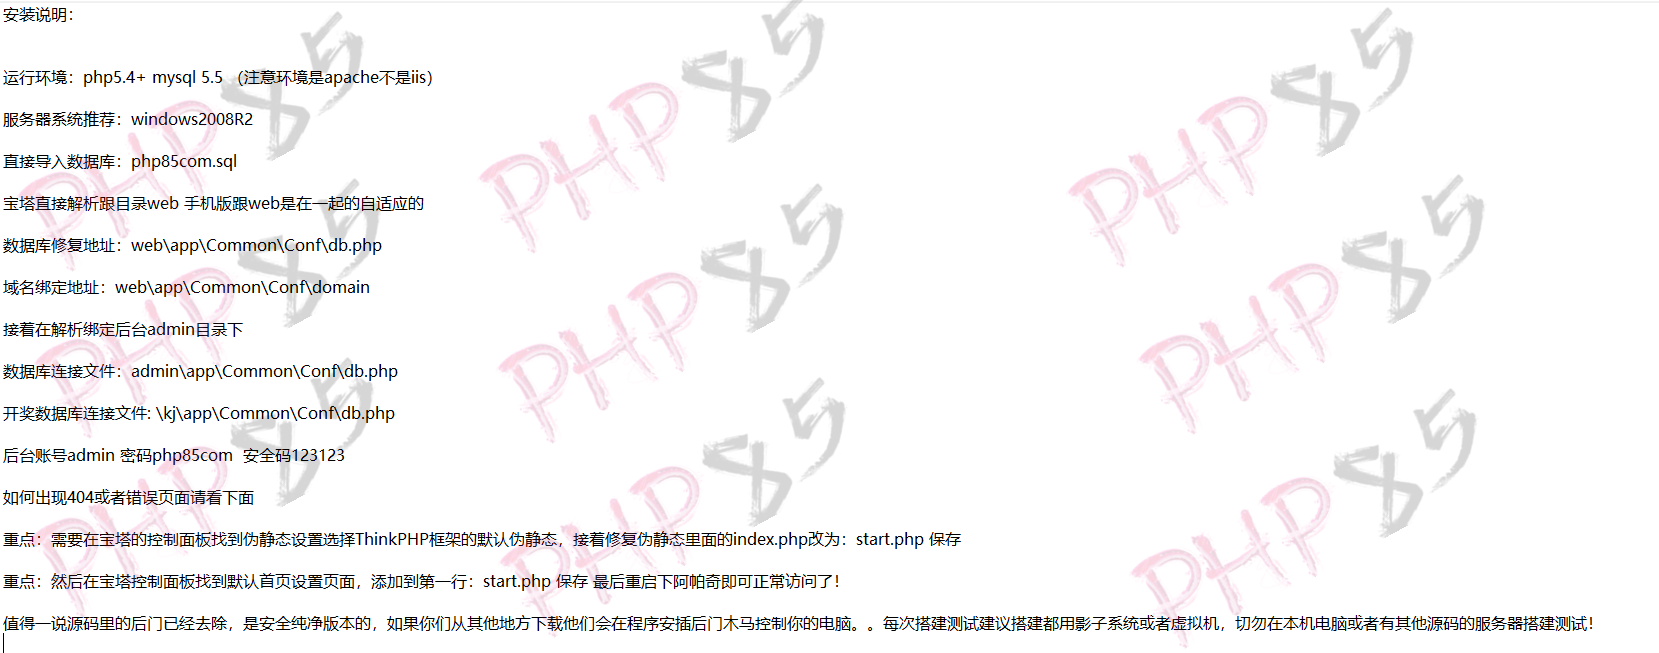 安装说明：
运行环境：php5.4+ mysql 5.5 （注意环境是apache不是iis）
服务器系统推荐：windows2008R2
直接导入数据库：php85com.sql
宝塔直接解析跟目录web 手机版跟web是在一起的自适应的
数据库修复地址：web\app\Common\Conf\db.php
域名绑定地址：web\app\Common\Conf\domain
接着在解析绑定后台admin目录下
数据库连接文件：admin\app\Common\Conf\db.php
开奖数据库连接文件: \kj\app\Common\Conf\db.php
后台账号admin 密码php85com  安全码123123
如何出现404或者错误页面请看下面
重点：需要在宝塔的控制面板找到伪静态设置选择ThinkPHP框架的默认伪静态，接着修复伪静态里面的index.php改为：start.php 保存
重点：然后在宝塔控制面板找到默认首页设置页面，添加到第一行：start.php 保存 最后重启下阿帕奇即可正常访问了！
值得一说源码里的后门已经去除，是安全纯净版本的，如果你们从其他地方下载他们会在程序安插后门木马控制你的电脑。。每次搭建测试建议搭建都用影子系统或者虚拟机，切勿在本机电脑或者有其他源码的服务器搭建测试！
PHP85
PHP85
PHP85
PHP85
PHP85
PHP85
PHP85
PHP85
PHP85